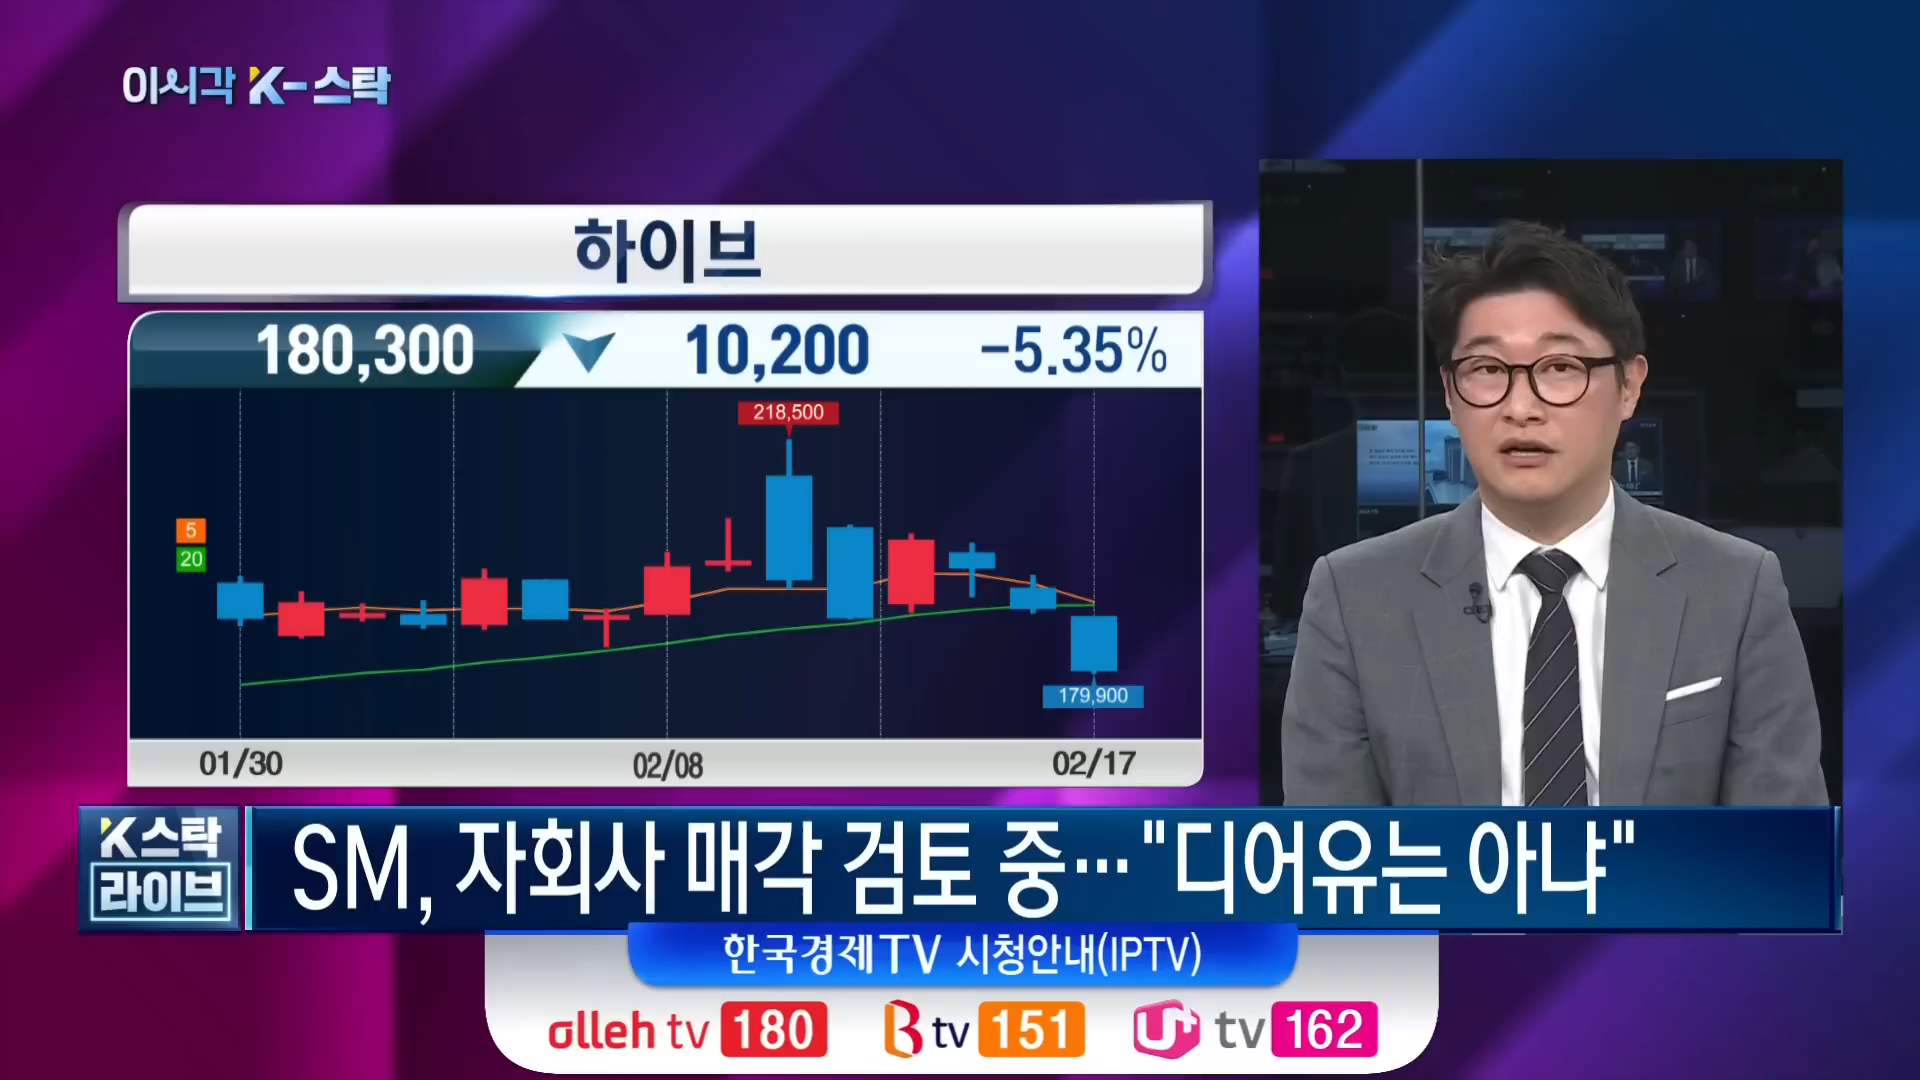 이시각 K-스탁
하이브
180,300 ▼ 10,200 -5.35%
218,500
5
20
179,900
01/30 02/08 02/17
K스탁
라이브
SM, 자회사 매각 검토 중…"디어유는 아냐"
한국경제TV 시청안내(IPTV)
olleh tv 180 B tv 151 U+ tv 162